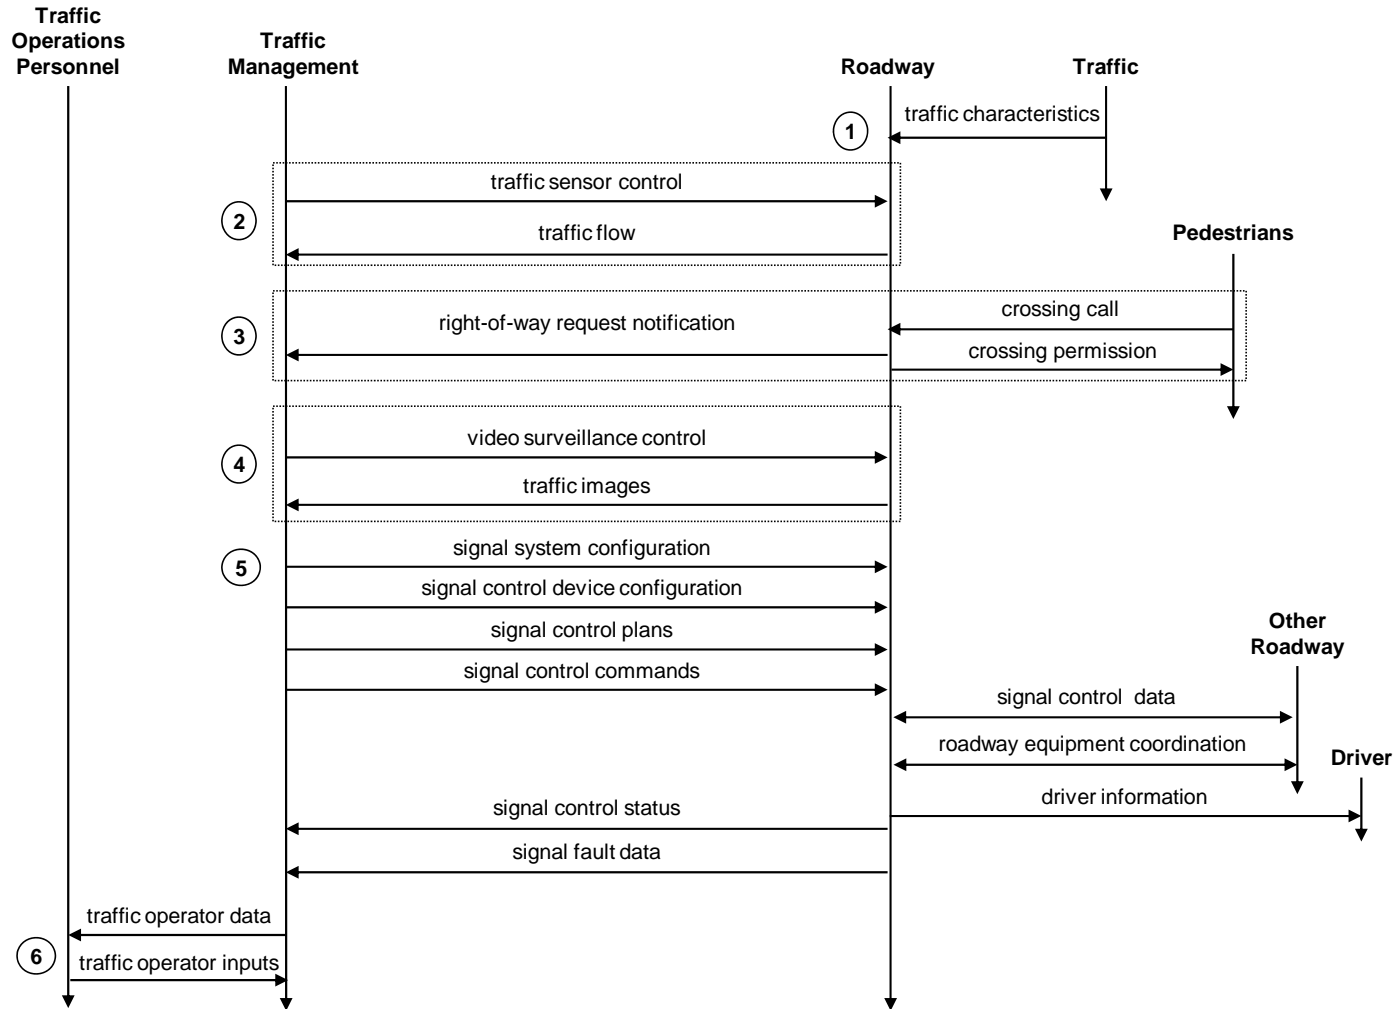 Traffic
Operations
Personnel
Traffic
Management
Roadway
Traffic
1
traffic characteristics
traffic sensor control
2
traffic flow
Pedestrians
3
right-of-way request notification
crossing call
crossing permission
video surveillance control
4
traffic images
5
signal system configuration
signal control device configuration
signal control plans
signal control commands
Other
Roadway
signal control data
roadway equipment coordination
Driver
driver information
signal control status
signal fault data
traffic operator data
6
traffic operator inputs